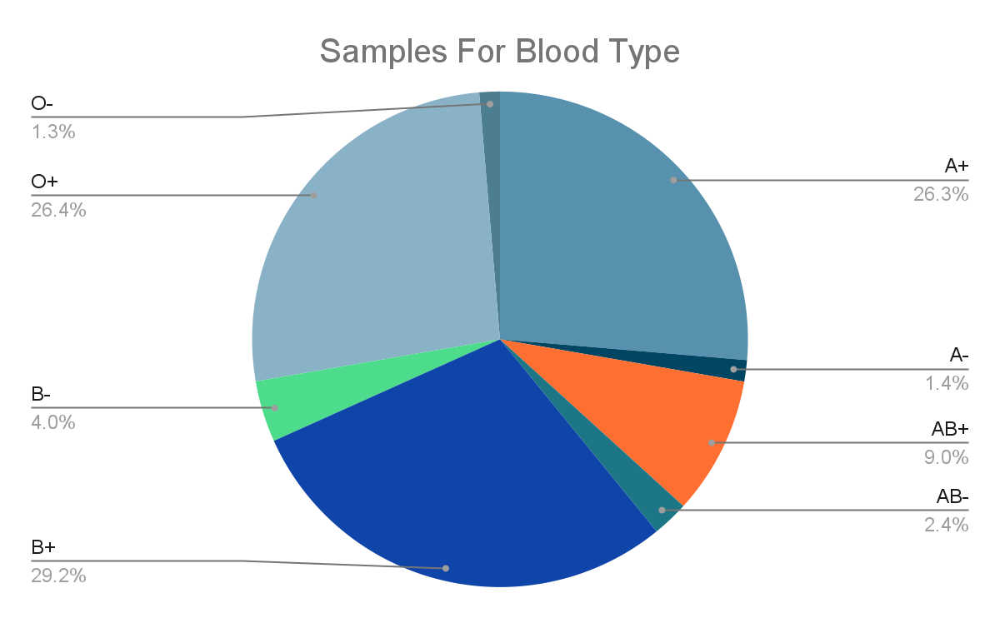 Samples For Blood Type
O-
1.3%
O+
26.4%
B-
4.0%
B+
29.2%
A+
26.3%
A-
1.4%
AB+
9.0%
AB-
2.4%